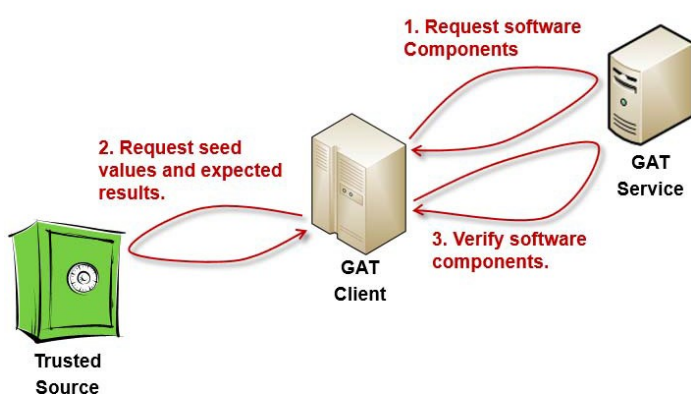 1. Request software
Components
GAT
Service
2. Request seed
values and expected
results.
3. Verify software
components.
GAT
Client
Trusted
Source